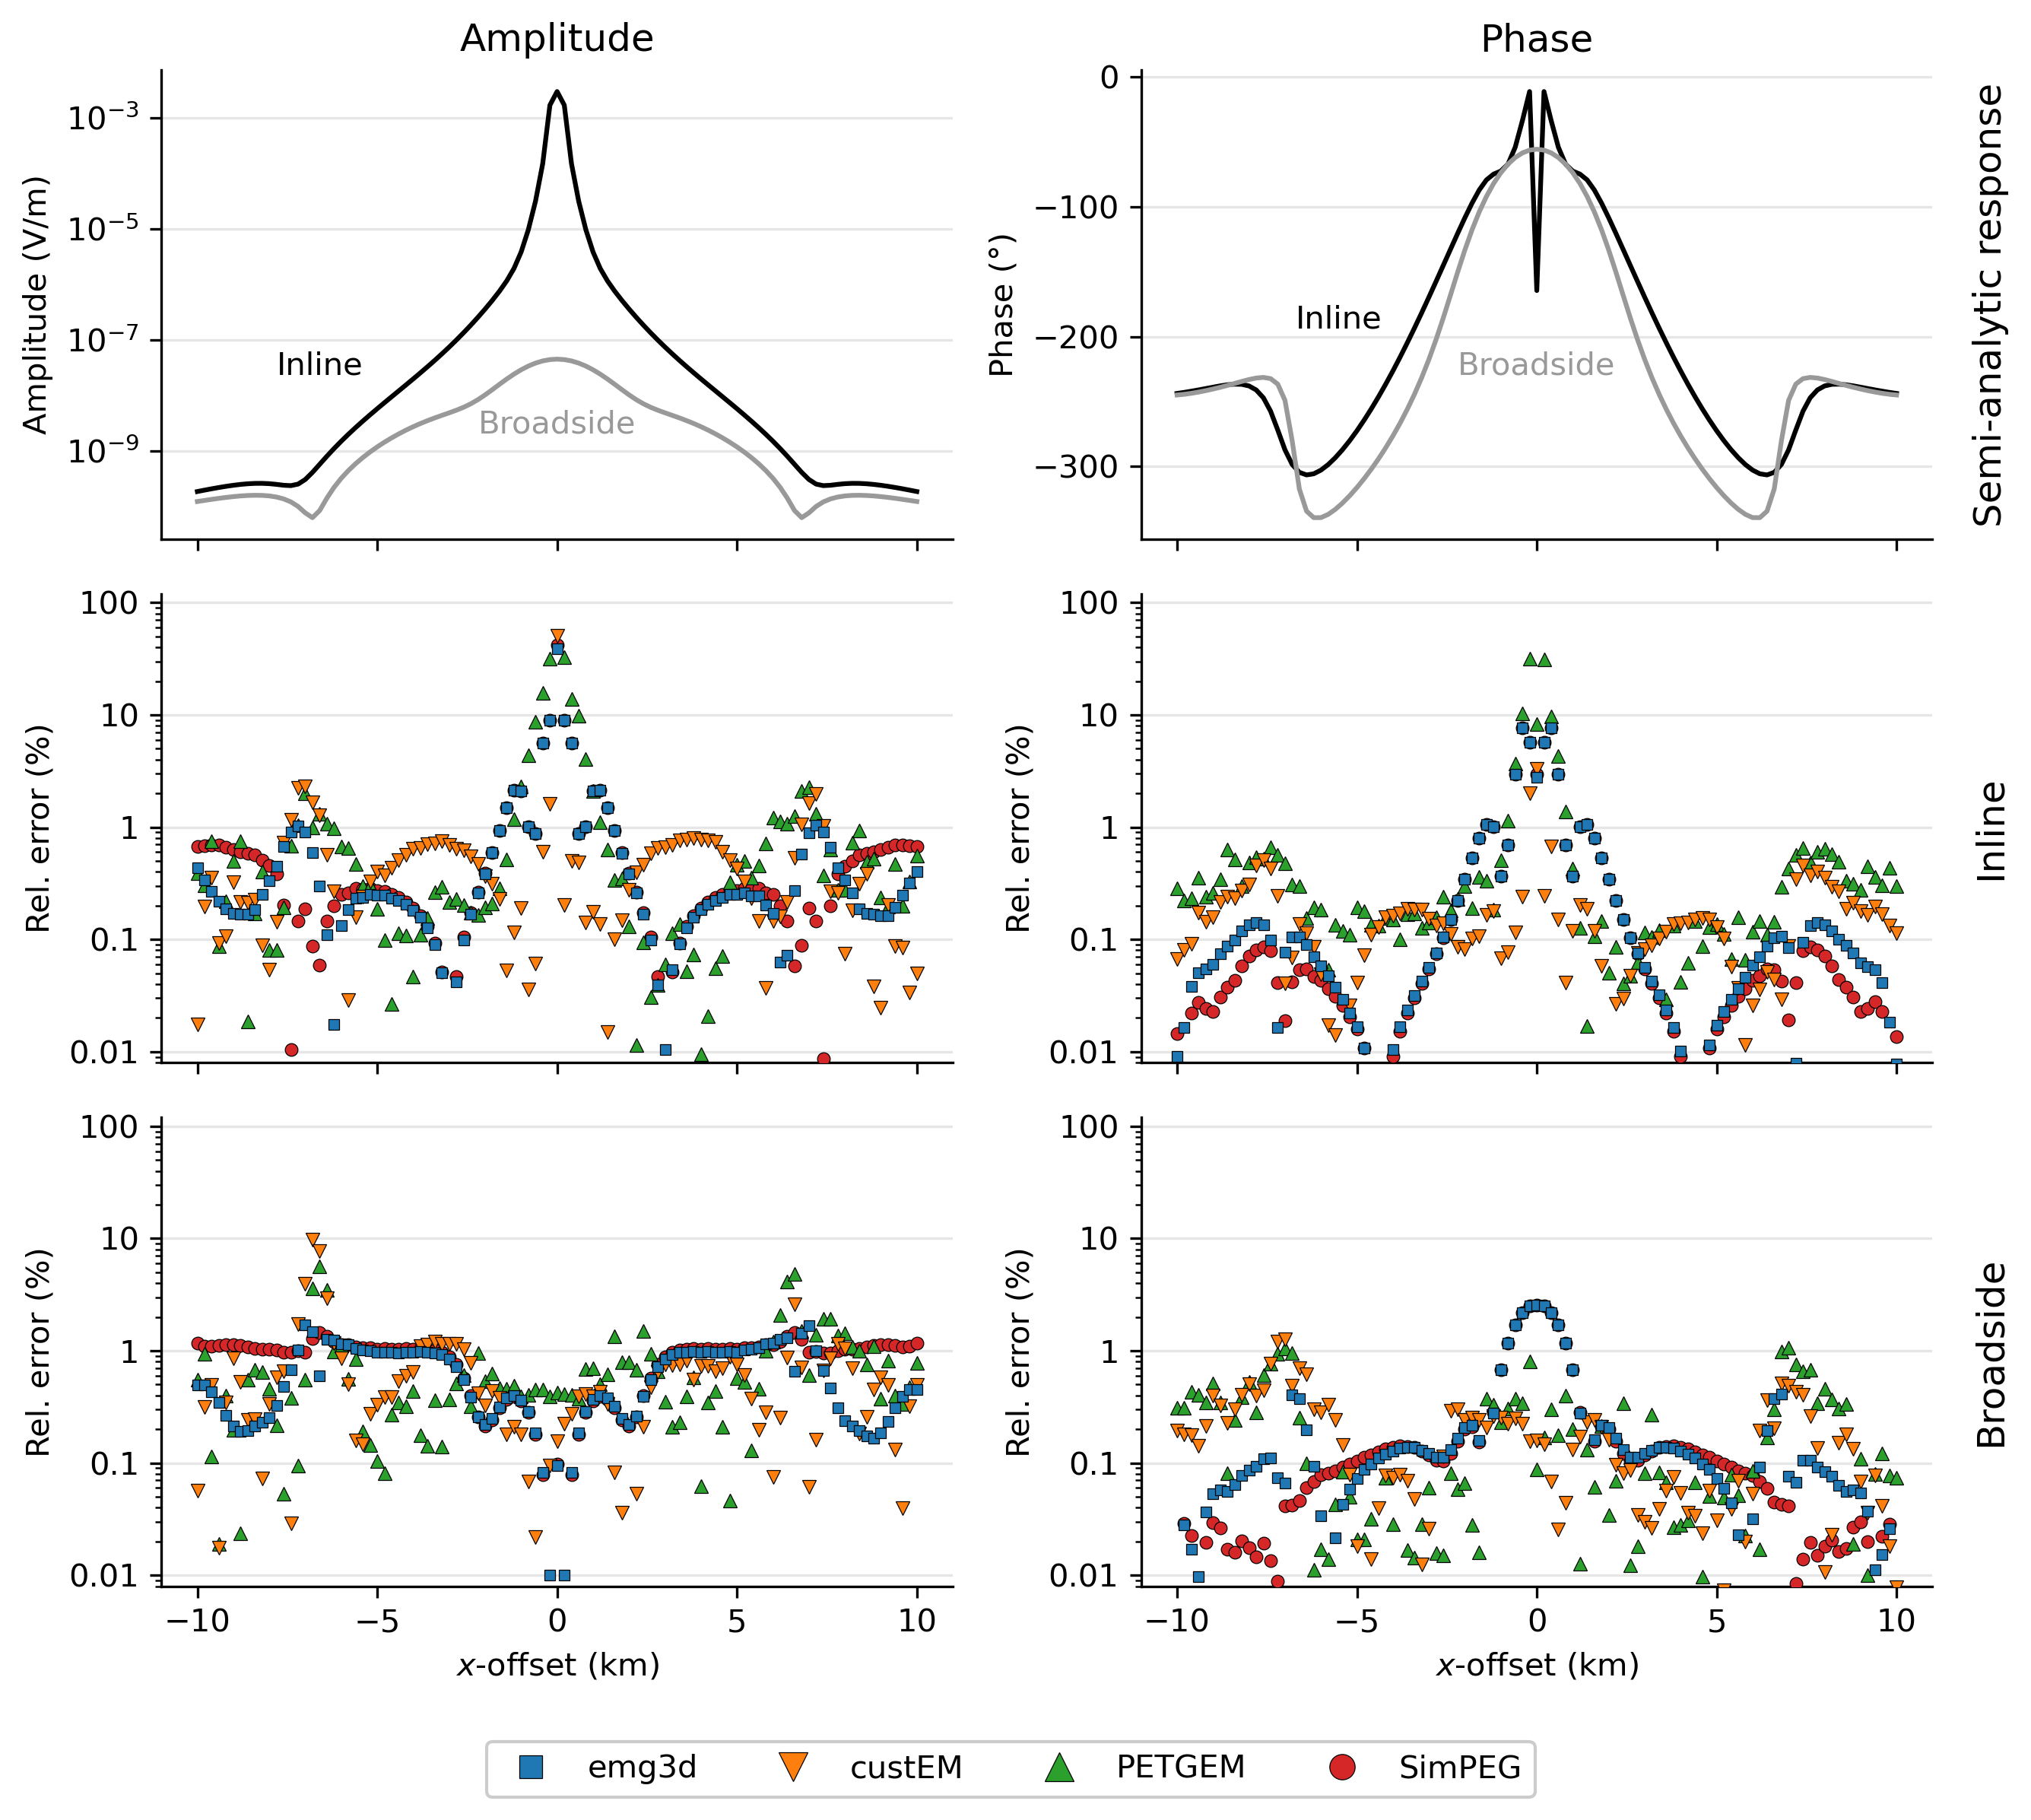 Amplitude
Phase
Amplitude (V/m)
10⁻³
10⁻⁵
10⁻⁷
10⁻⁹
Inline
Broadside
Phase (°)
0
−100
−200
−300
Inline
Broadside
Semi-analytic response
Rel. error (%)
100
10
1
0.1
0.01
Rel. error (%)
100
10
1
0.1
0.01
Inline
Rel. error (%)
100
10
1
0.1
0.01
−10 −5 0 5 10
x-offset (km)
Rel. error (%)
100
10
1
0.1
0.01
−10 −5 0 5 10
x-offset (km)
Broadside
emg3d custEM PETGEM SimPEG